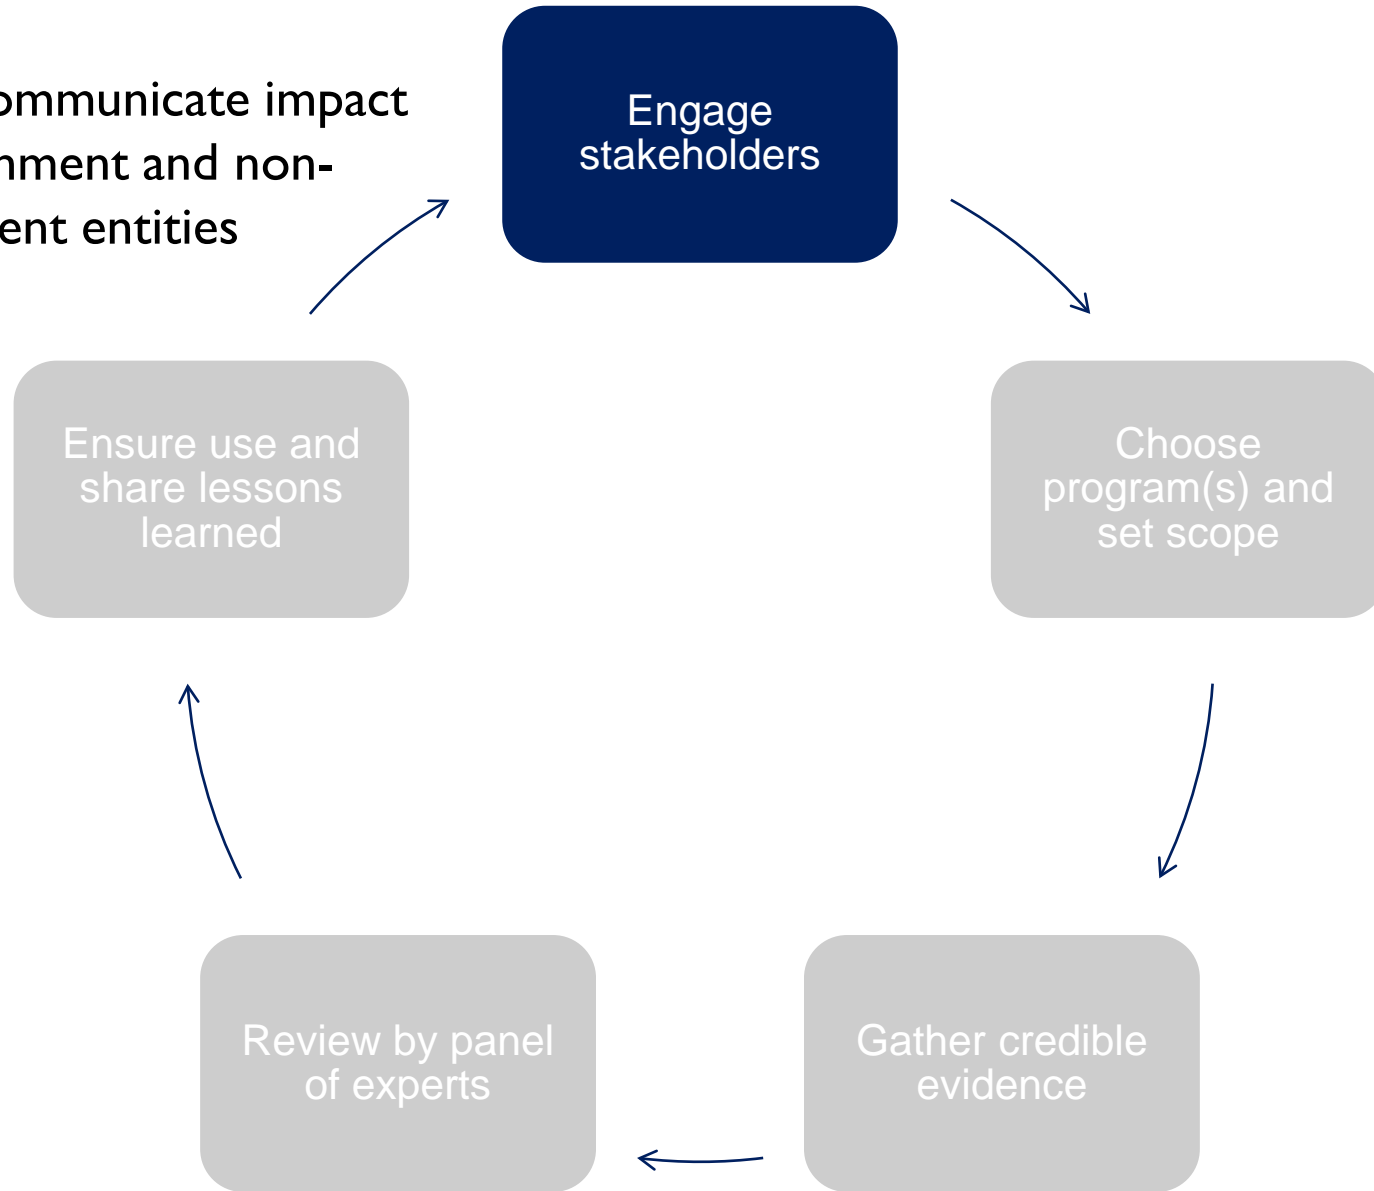 ommunicate impact
nment and non-
ent entities
Engage
stakeholders
Ensure use and
share lessons
learned
Choose
program(s) and
set scope
Review by panel
of experts
Gather credible
evidence